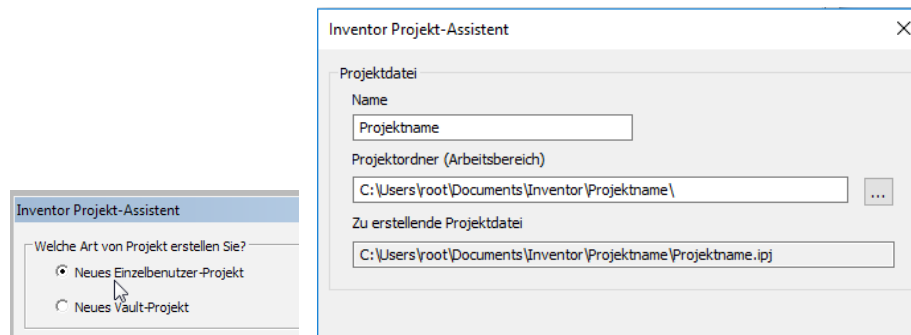 Inventor Projekt-Assistent
Welche Art von Projekt erstellen Sie?
Neues Einzelbenutzer-Projekt
Neues Vault-Projekt
Inventor Projekt-Assistent
Projektdatei
Name
Projektname
Projektordner (Arbeitsbereich)
C:\Users\root\Documents\Inventor\Projektname\
...
Zu erstellende Projektdatei
C:\Users\root\Documents\Inventor\Projektname\Projektname.ipj